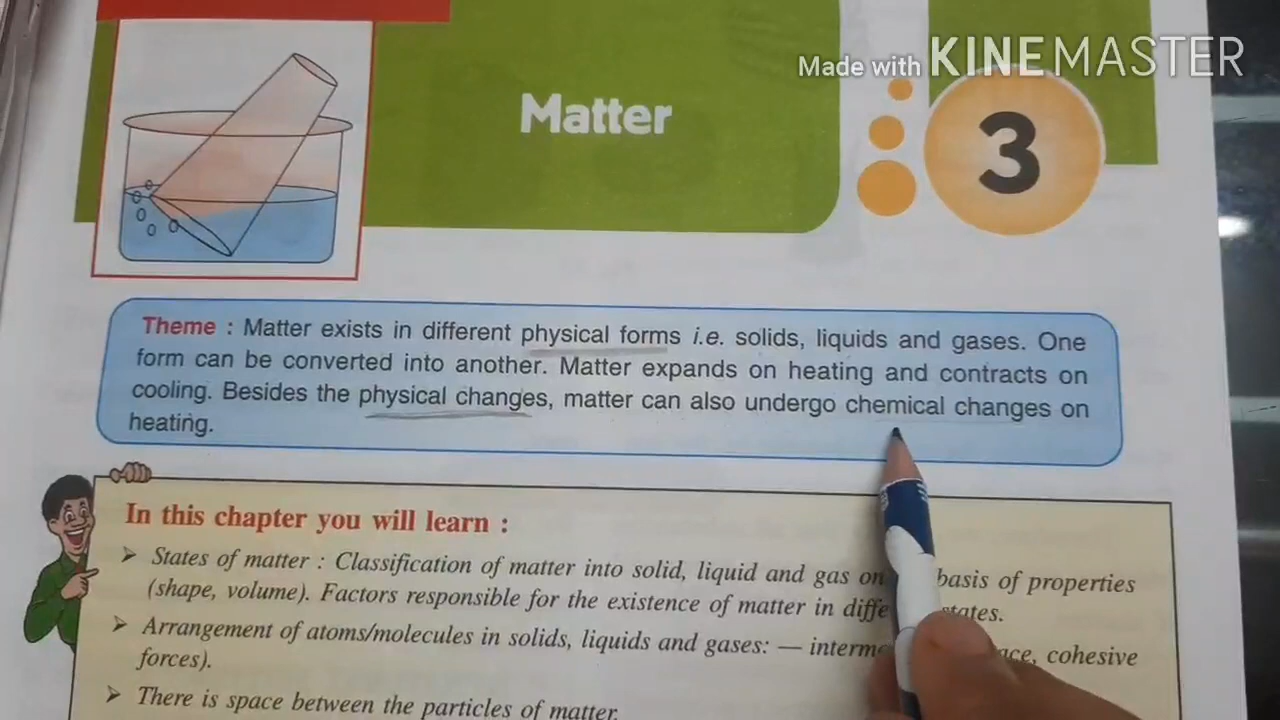 Made with KINEMASTER
Matter
3
Theme : Matter exists in different physical forms i.e. solids, liquids and gases. One
form can be converted into another. Matter expands on heating and contracts on
cooling. Besides the physical changes, matter can also undergo chemical changes on
heating.
In this chapter you will learn :
➤ States of matter : Classification of matter into solid, liquid and gas on basis of properties
(shape, volume). Factors responsible for the existence of matter in states.
➤ Arrangement of atoms/molecules in solids, liquids and gases: — cohesive
forces).
➤ There is space between the particles of matter.